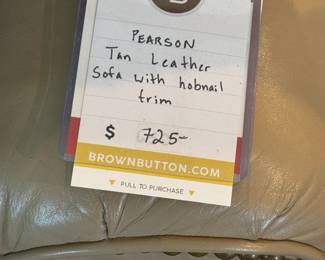 B
PEARSON
Tan Leather
Sofa with hobnail
trim
$ 725-
BROWNBUTTON.COM
PULL TO PURCHASE